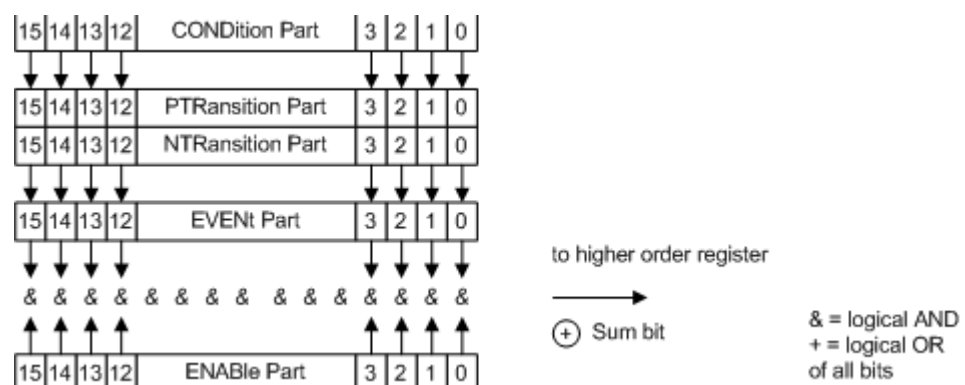 15 14 13 12 CONDition Part 3 2 1 0
15 14 13 12 PTRansition Part 3 2 1 0
15 14 13 12 NTRansition Part 3 2 1 0
15 14 13 12 EVENt Part 3 2 1 0
to higher order register
& & & & & & & & & & & & & & &
+ Sum bit
& = logical AND
+ = logical OR
of all bits
15 14 13 12 ENABle Part 3 2 1 0